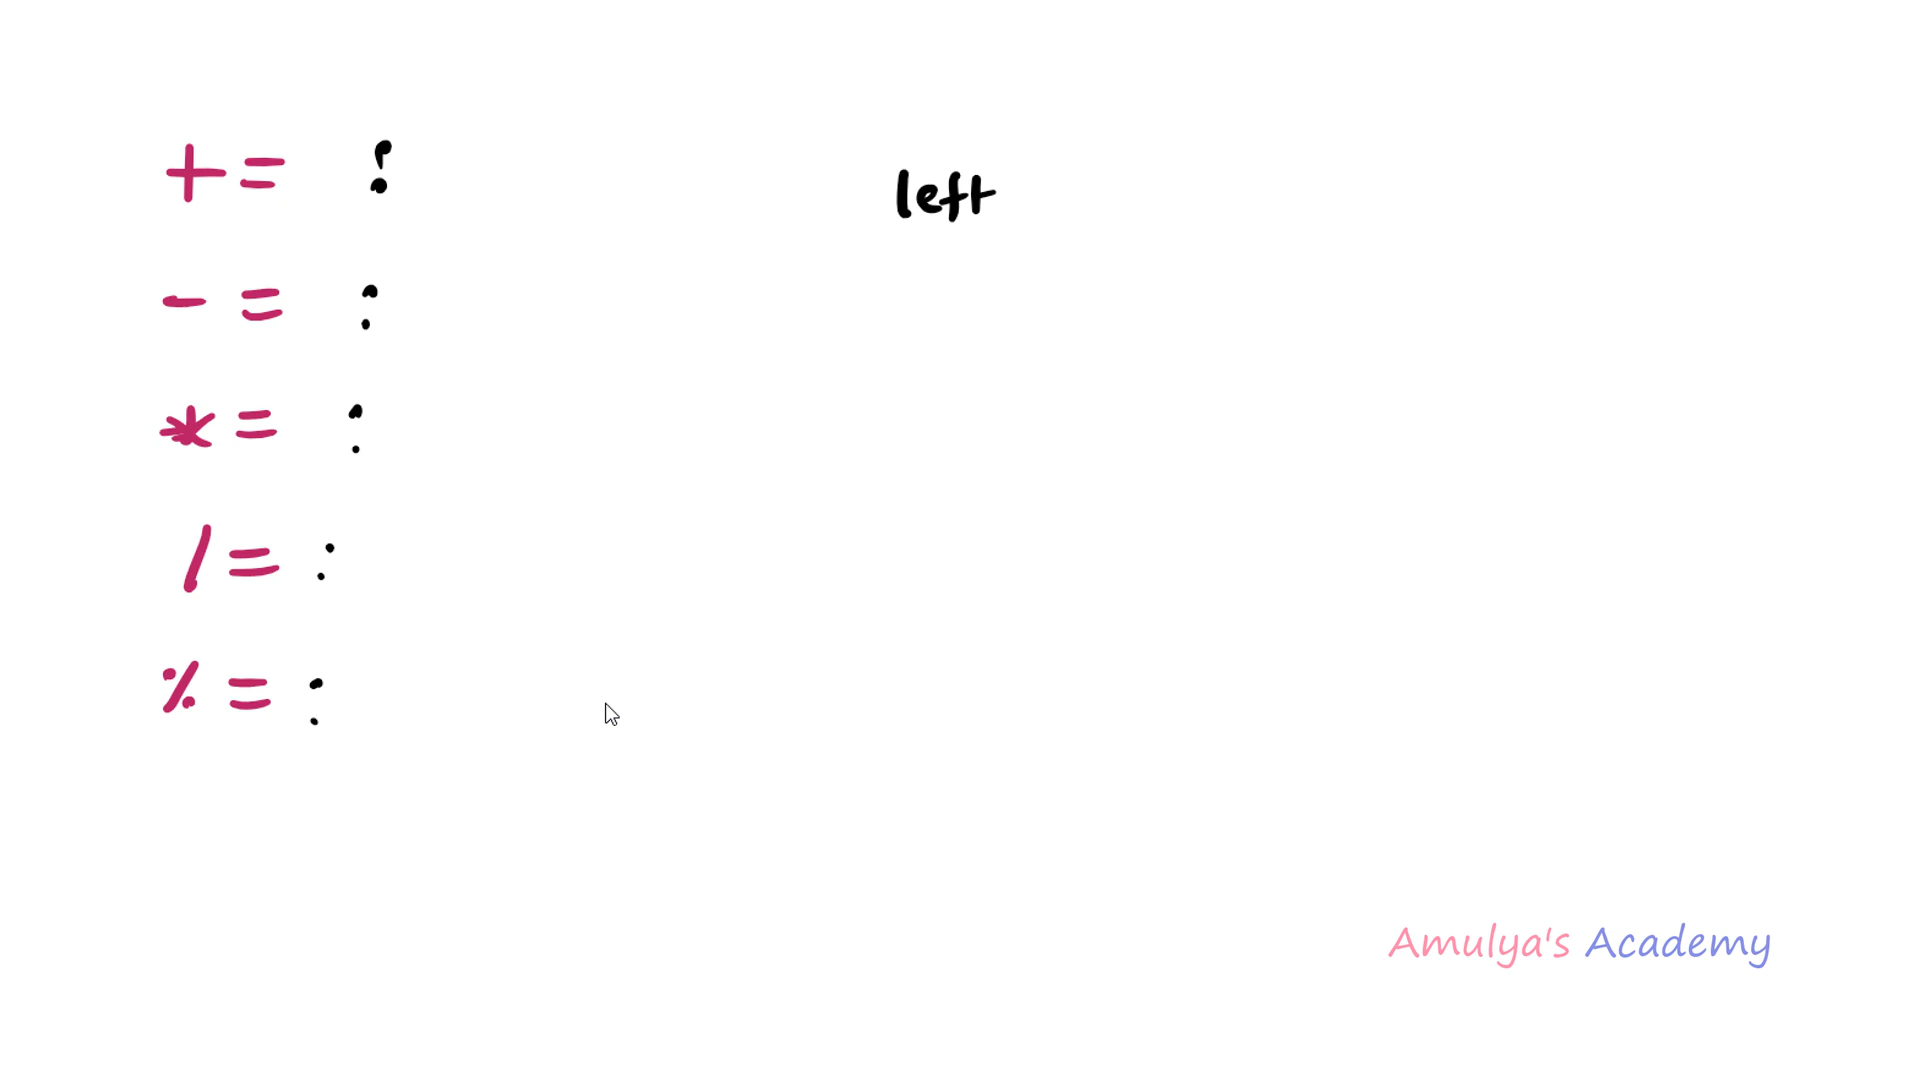 += :
left
-= :
*= :
/= :
%= :
Amulya's Academy